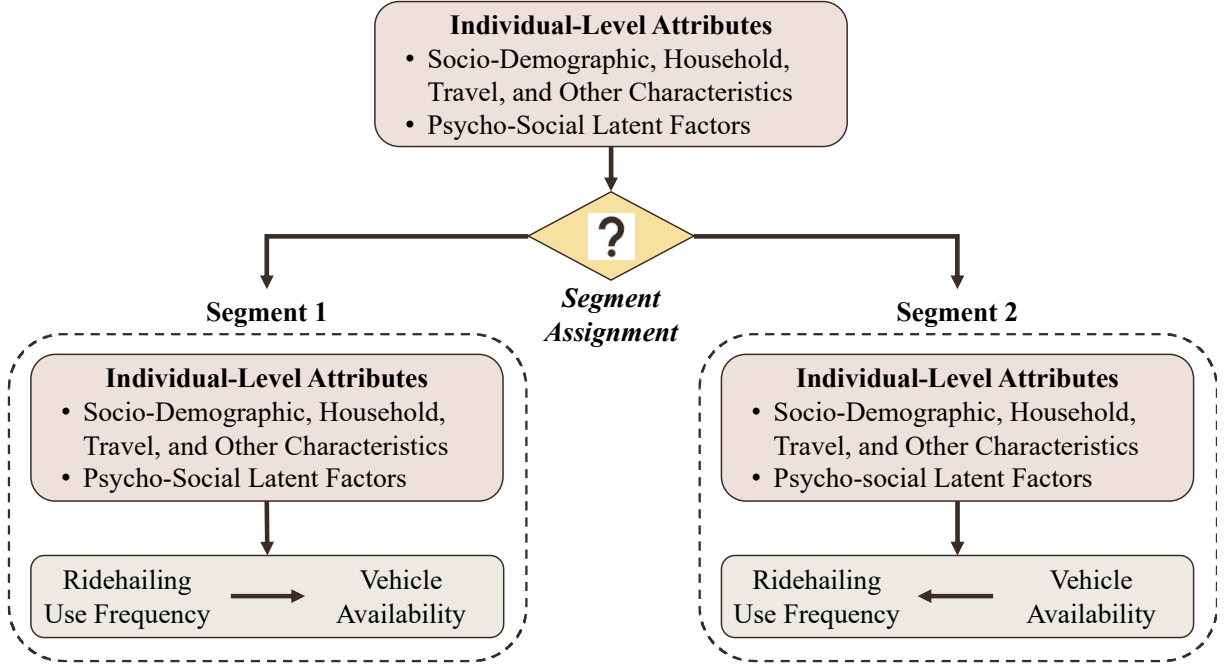 Individual-Level Attributes
• Socio-Demographic, Household,
Travel, and Other Characteristics
• Psycho-Social Latent Factors
?
Segment
Assignment
Segment 1
Individual-Level Attributes
• Socio-Demographic, Household,
Travel, and Other Characteristics
• Psycho-Social Latent Factors
Ridehailing
Use Frequency
Vehicle
Availability
Segment 2
Individual-Level Attributes
• Socio-Demographic, Household,
Travel, and Other Characteristics
• Psycho-social Latent Factors
Ridehailing
Use Frequency
Vehicle
Availability